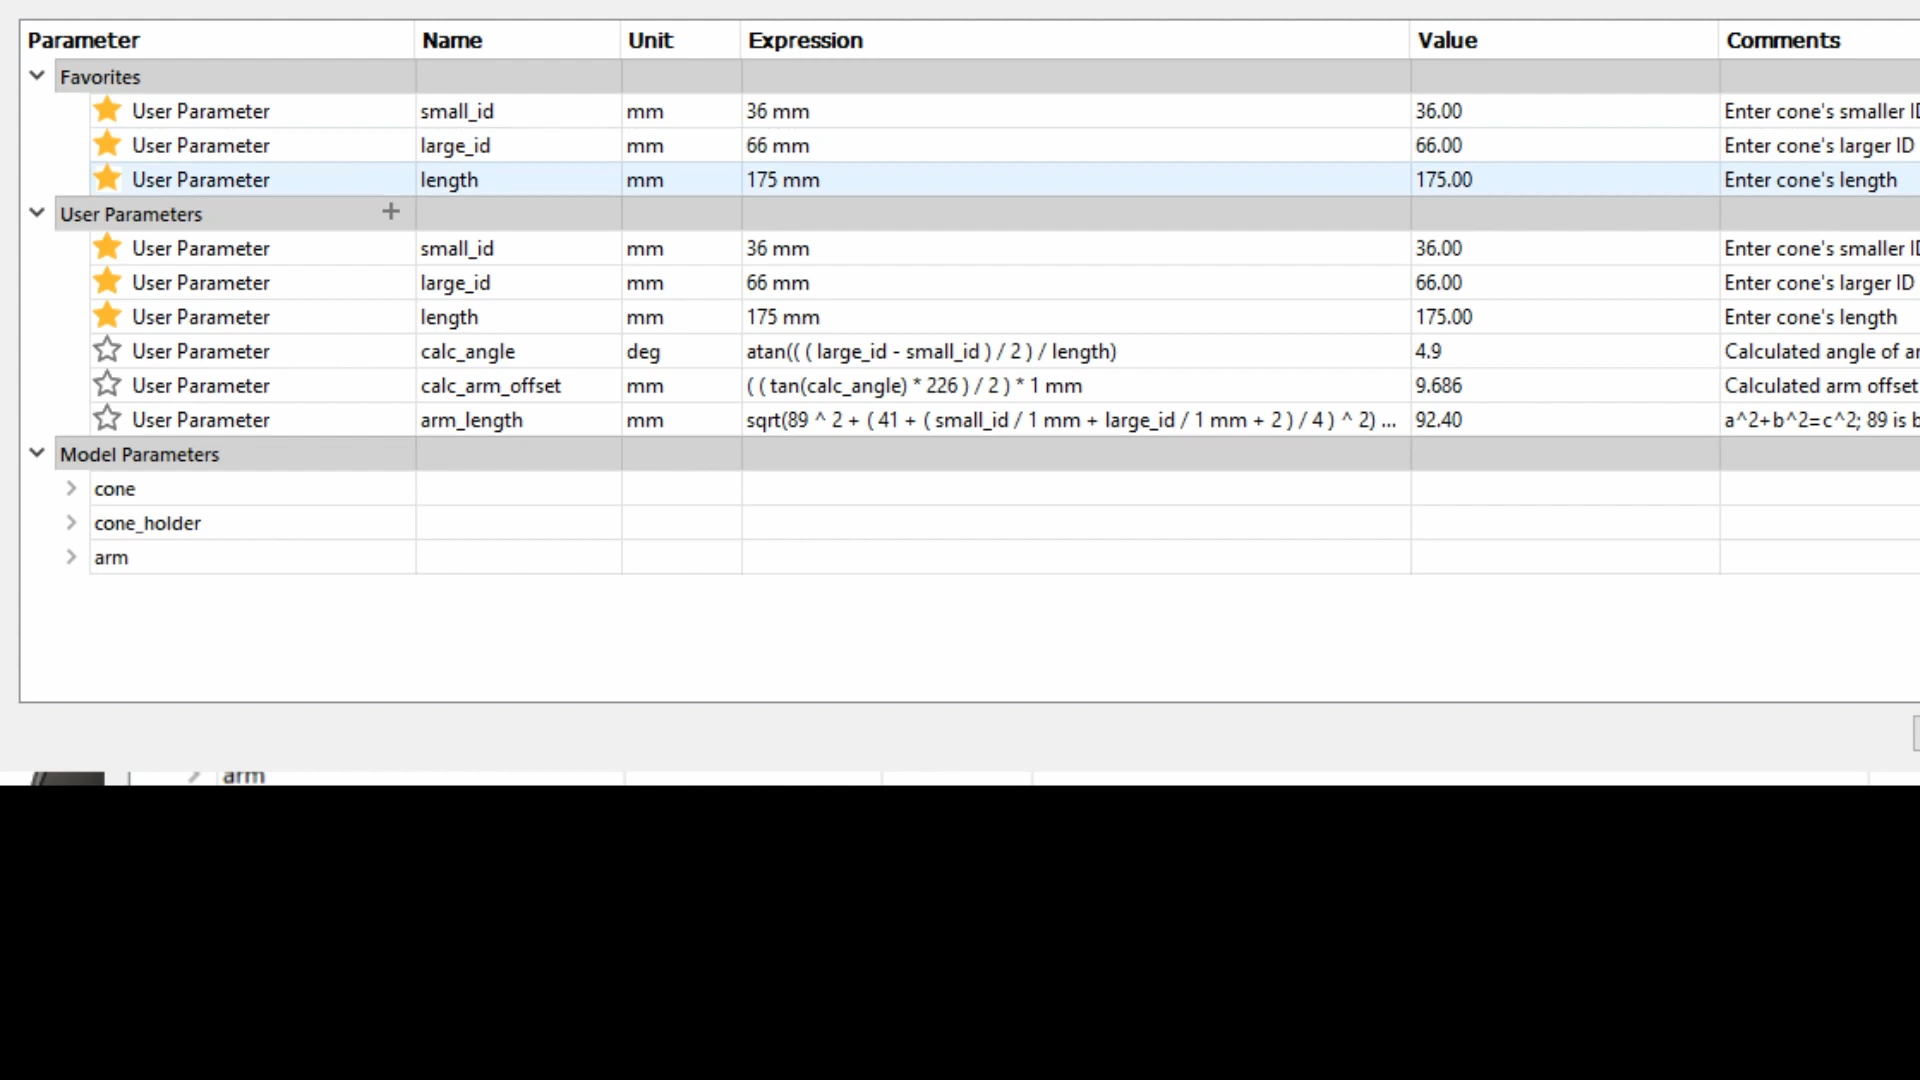 Parameter Name Unit Expression Value Comments
Favorites
User Parameter small_id mm 36 mm 36.00 Enter cone's smaller ID
User Parameter large_id mm 66 mm 66.00 Enter cone's larger ID
User Parameter length mm 175 mm 175.00 Enter cone's length
User Parameters +
User Parameter small_id mm 36 mm 36.00 Enter cone's smaller ID
User Parameter large_id mm 66 mm 66.00 Enter cone's larger ID
User Parameter length mm 175 mm 175.00 Enter cone's length
User Parameter calc_angle deg atan(( ( large_id - small_id ) / 2 ) / length) 4.9 Calculated angle of
User Parameter calc_arm_offset mm ( ( tan(calc_angle) * 226 ) / 2 ) * 1 mm 9.686 Calculated arm offset
User Parameter arm_length mm sqrt(89 ^ 2 + ( 41 + ( small_id / 1 mm + large_id / 1 mm + 2 ) / 4 ) ^ 2) ... 92.40 a^2+b^2=c^2; 89 is
Model Parameters
cone
cone_holder
arm
arm